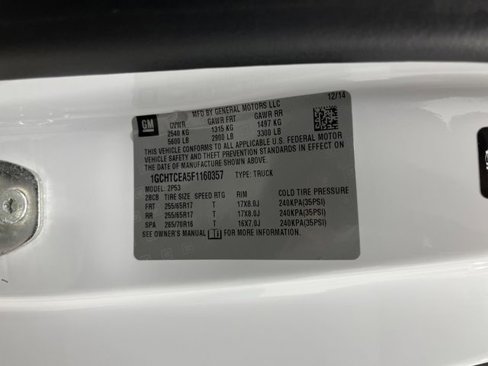 GM
MFD BY GENERAL MOTORS LLC
12/14
GVWR GAWR FRT GAWR RR
2540 KG 1315 KG 1497 KG
5600 LB 2900 LB 3300 LB
THIS VEHICLE CONFORMS TO ALL APPLICABLE U.S. FEDERAL MOTOR
VEHICLE SAFETY AND THEFT PREVENTION STANDARDS IN EFFECT ON
THE DATE OF MANUFACTURE SHOWN ABOVE.
1GCHTCEA5F1160357 TYPE: TRUCK
MODEL: 2P53
28CB TIRE SIZE SPEED RTG RIM COLD TIRE PRESSURE
FRT 255/65R17 T 17X8.0J 240KPA(35PSI)
RR 255/65R17 T 17X8.0J 240KPA(35PSI)
SPA 265/70R16 T 16X7.0J 240KPA(35PSI)
SEE OWNER'S MANUAL FOR MORE INFORMATION.